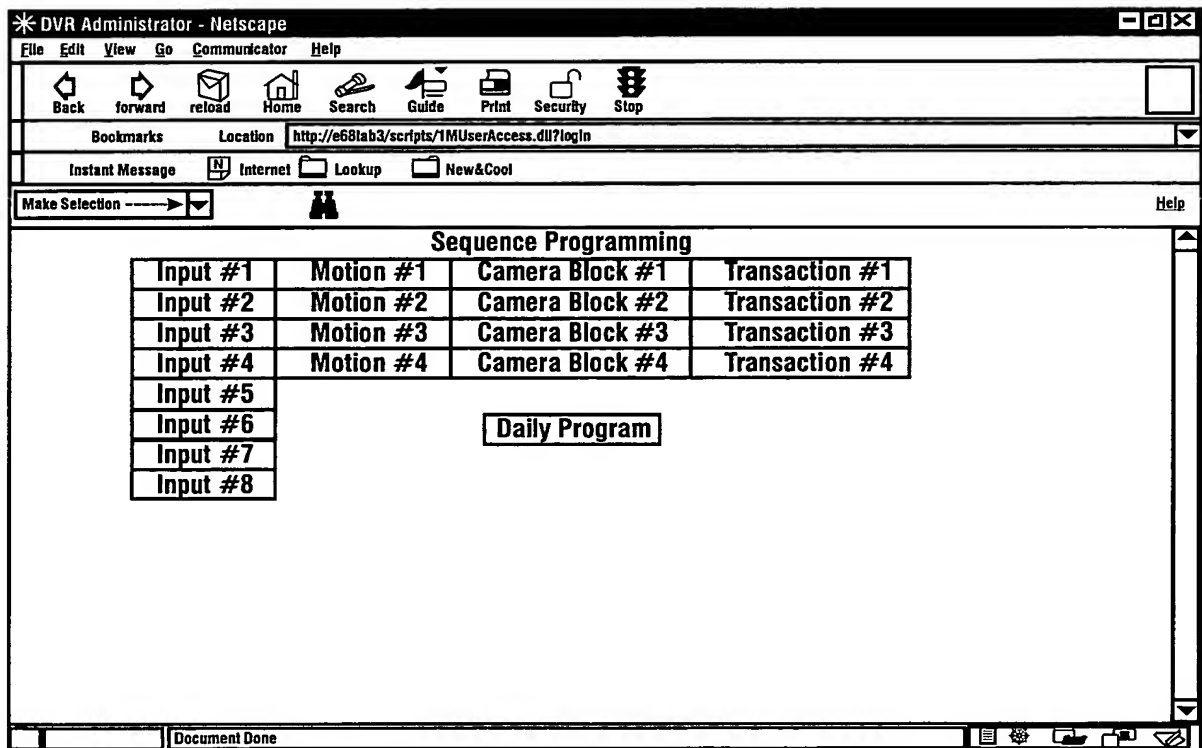 DVR Administrator - Netscape
File Edit View Go Communicator Help
Back forward reload Home Search Guide Print Security Stop
Bookmarks Location http://e68lab3/scripts/1MUserAccess.dll?login
Instant Message N Internet Lookup New&Cool
Make Selection Help
Sequence Programming
Input #1 Motion #1 Camera Block #1 Transaction #1
Input #2 Motion #2 Camera Block #2 Transaction #2
Input #3 Motion #3 Camera Block #3 Transaction #3
Input #4 Motion #4 Camera Block #4 Transaction #4
Input #5
Input #6
Daily Program
Input #7
Input #8
Document Done